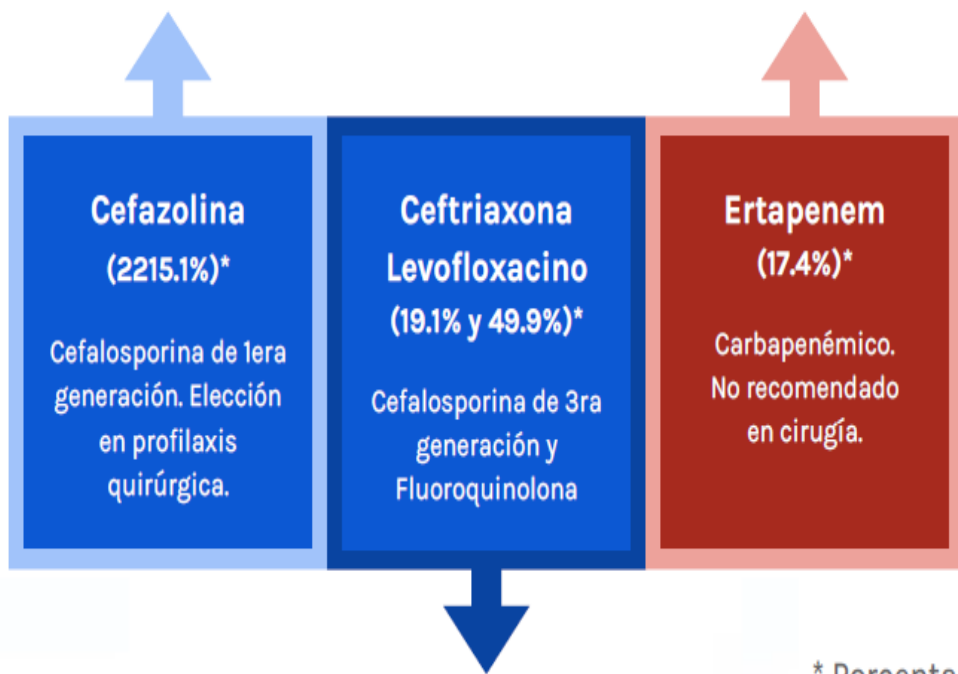 Cefazolina
(2215.1%)*
Cefalosporina de 1era
generación. Elección
en profilaxis
quirúrgica.
Ceftriaxona
Levofloxacino
(19.1% y 49.9%)*
Cefalosporina de 3ra
generación y
Fluoroquinolona
Ertapenem
(17.4%)*
Carbapenémico.
No recomendado
en cirugía.